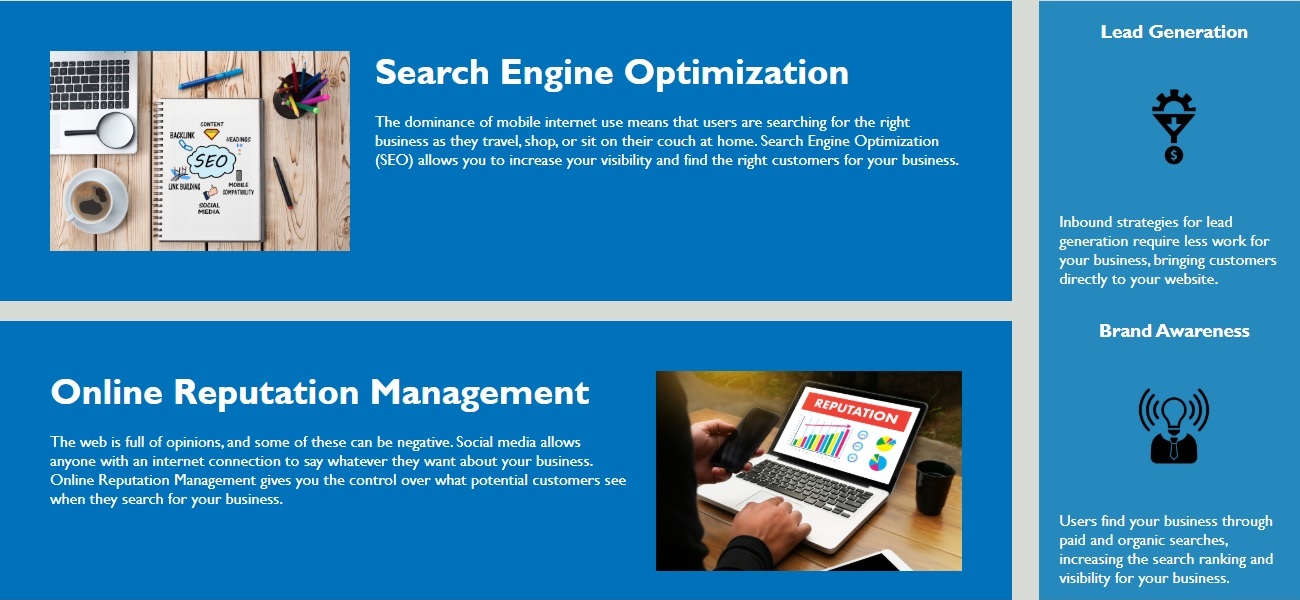 Search Engine Optimization
The dominance of mobile internet use means that users are searching for the right
business as they travel, shop, or sit on their couch at home. Search Engine Optimization
(SEO) allows you to increase your visibility and find the right customers for your business.
CONTENT
BACKLINK
HEADINGS
SEO
LINK BUILDING
MOBILE
COMPATIBILITY
SOCIAL
MEDIA
Online Reputation Management
The web is full of opinions, and some of these can be negative. Social media allows
anyone with an internet connection to say whatever they want about your business.
Online Reputation Management gives you the control over what potential customers see
when they search for your business.
REPUTATION
Lead Generation
$
Inbound strategies for lead
generation require less work for
your business, bringing customers
directly to your website.
Brand Awareness
Users find your business through
paid and organic searches,
increasing the search ranking and
visibility for your business.